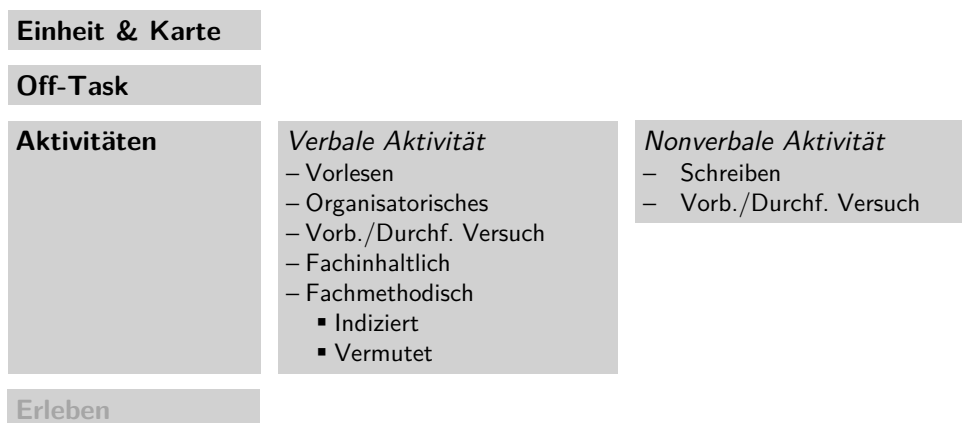 Einheit & Karte
Off-Task
Aktivitäten
Verbale Aktivität
– Vorlesen
– Organisatorisches
– Vorb./Durchf. Versuch
– Fachinhaltlich
– Fachmethodisch
▪ Indiziert
▪ Vermutet
Nonverbale Aktivität
– Schreiben
– Vorb./Durchf. Versuch
Erleben